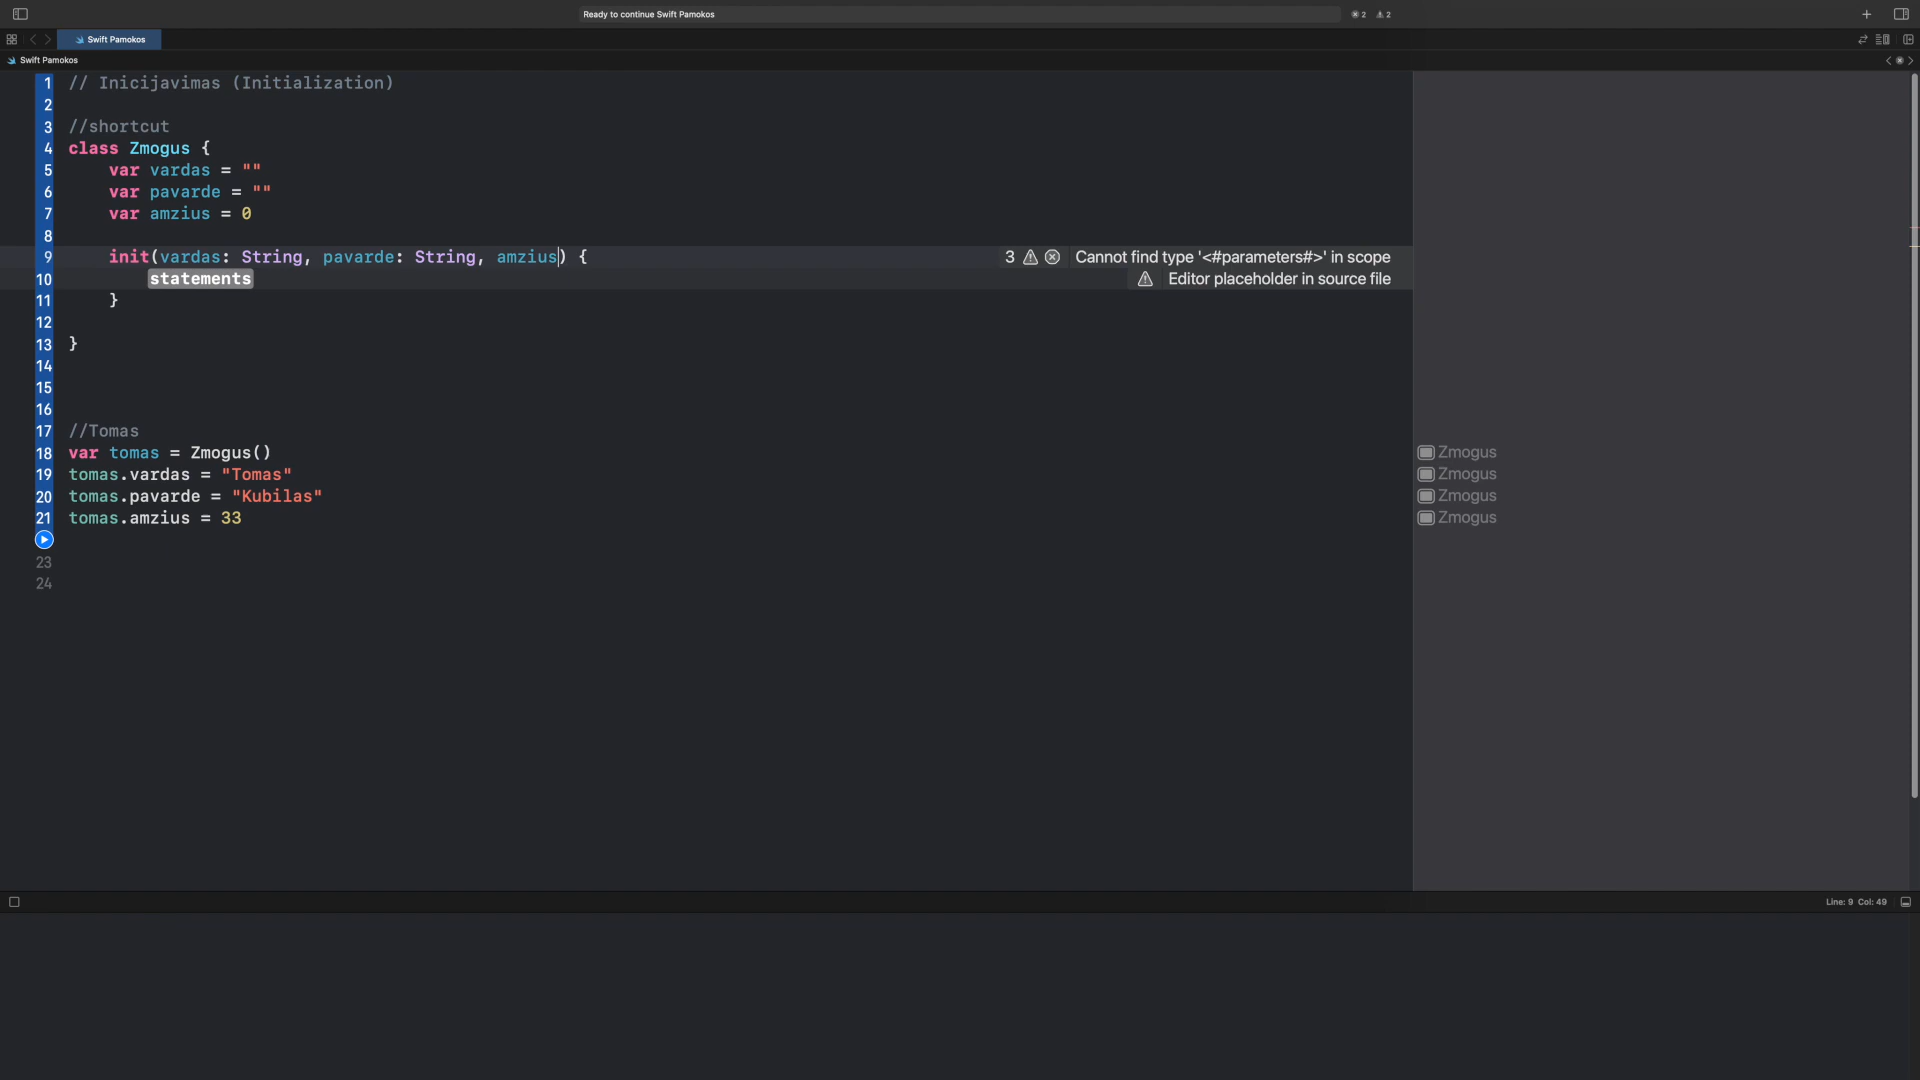 Ready to continue Swift Pamokos
2
2
Swift Pamokos
Swift Pamokos
1 // Inicijavimas (Initialization)
2
3 //shortcut
4 class Zmogus {
5 var vardas = ""
6 var pavarde = ""
7 var amzius = 0
8
9 init(vardas: String, pavarde: String, amzius) { 3 Cannot find type '<#parameters#>' in scope
10 statements Editor placeholder in source file
11 }
12
13 }
14
15
16
17 //Tomas
18 var tomas = Zmogus() Zmogus
19 tomas.vardas = "Tomas" Zmogus
20 tomas.pavarde = "Kubilas" Zmogus
21 tomas.amzius = 33 Zmogus
23
24
Line: 9 Col: 49